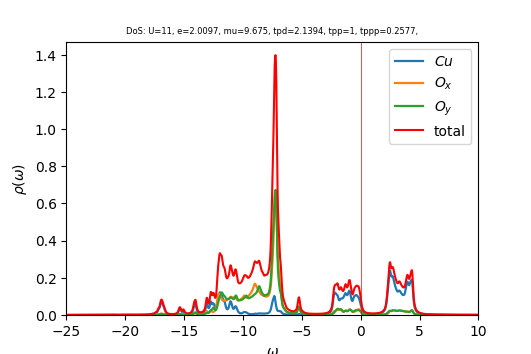 DoS: U=11, e=2.0097, mu=9.675, tpd=2.1394, tpp=1, tppp=0.2577,
ρ(ω)
1.4
1.2
1.0
0.8
0.6
0.4
0.2
0.0
Cu
Oₓ
O_y
total
−25 −20 −15 −10 −5 0 5 10
ω